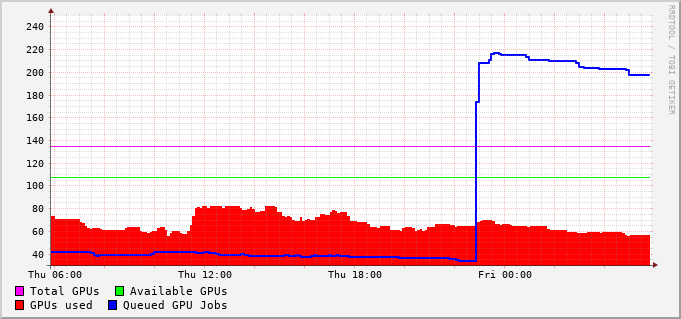 RRDTOOL / TOBI OETIKER
240
220
200
180
160
140
120
100
80
60
40
Thu 06:00 Thu 12:00 Thu 18:00 Fri 00:00
Total GPUs Available GPUs
GPUs used Queued GPU Jobs